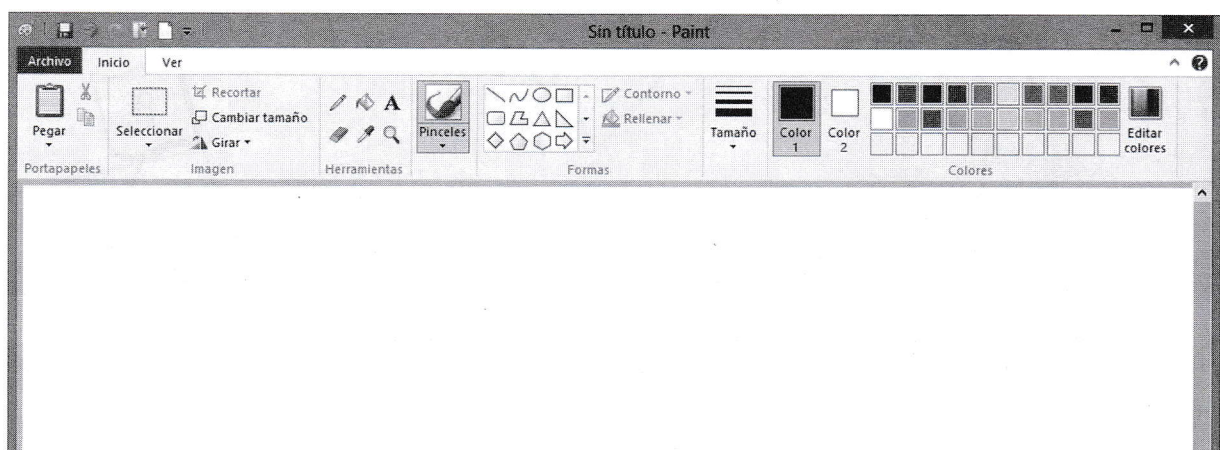 Sin título - Paint
Archivo Inicio Ver
Pegar
Portapapeles
Seleccionar
Recortar
Cambiar tamaño
Girar
Imagen
A
Herramientas
Pinceles
Contorno
Rellenar
Formas
Tamaño
Color
1
Color
2
Editar
colores
Colores